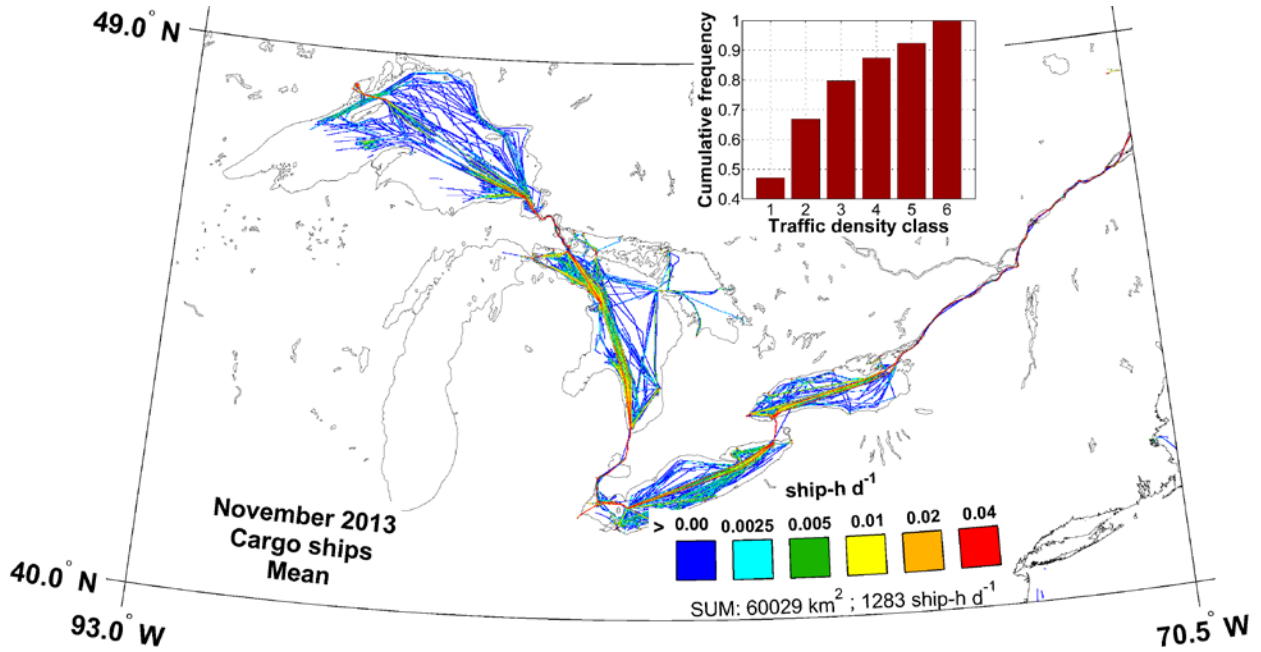 49.0° N
1
0.9
0.8
0.7
0.6
0.5
0.4
Cumulative frequency
1 2 3 4 5 6
Traffic density class
November 2013
Cargo ships
Mean
ship-h d⁻¹
> 0.00 0.0025 0.005 0.01 0.02 0.04
SUM: 60029 km² ; 1283 ship-h d⁻¹
40.0° N
93.0° W
70.5° W